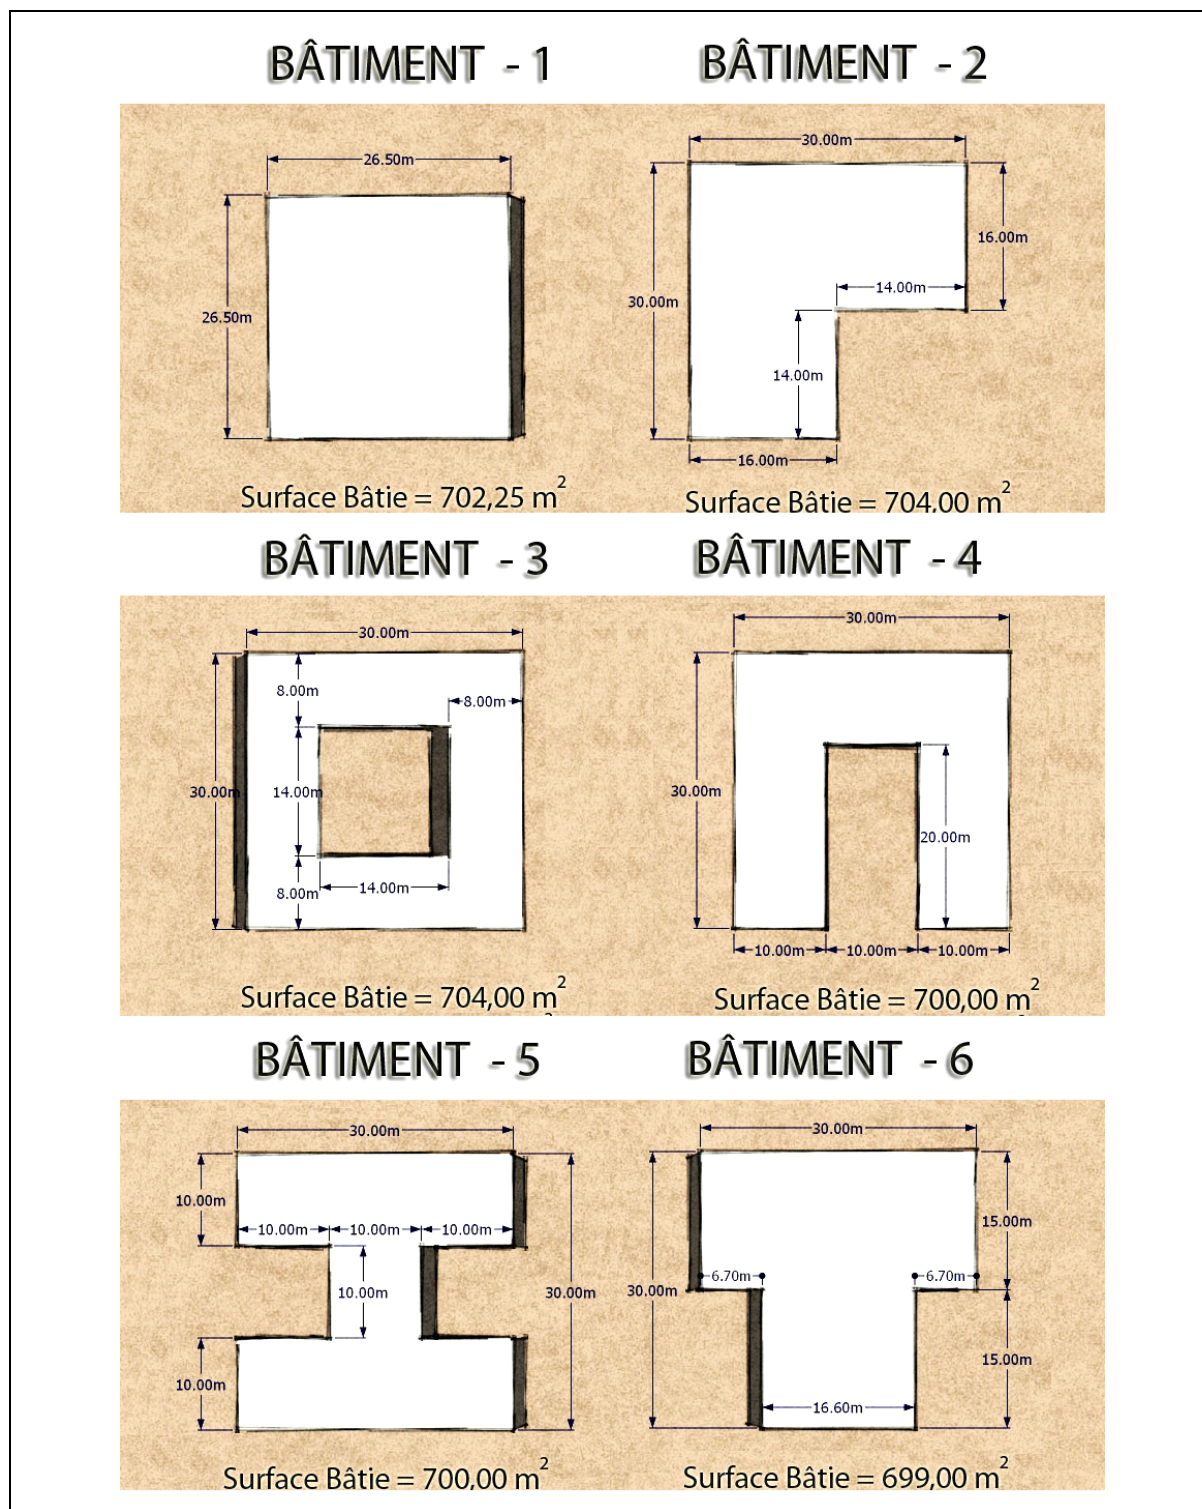 BÂTIMENT - 1
BÂTIMENT - 2
26.50m
26.50m
Surface Bâtie = 702,25 m²
30.00m
16.00m
30.00m
14.00m
14.00m
16.00m
Surface Bâtie = 704,00 m²
BÂTIMENT - 3
BÂTIMENT - 4
30.00m
8.00m
8.00m
30.00m
14.00m
14.00m
8.00m
Surface Bâtie = 704,00 m²
30.00m
30.00m
20.00m
10.00m
10.00m
10.00m
Surface Bâtie = 700,00 m²
BÂTIMENT - 5
BÂTIMENT - 6
30.00m
10.00m
10.00m
10.00m
10.00m
10.00m
30.00m
10.00m
Surface Bâtie = 700,00 m²
30.00m
15.00m
6.70m
6.70m
30.00m
15.00m
16.60m
Surface Bâtie = 699,00 m²